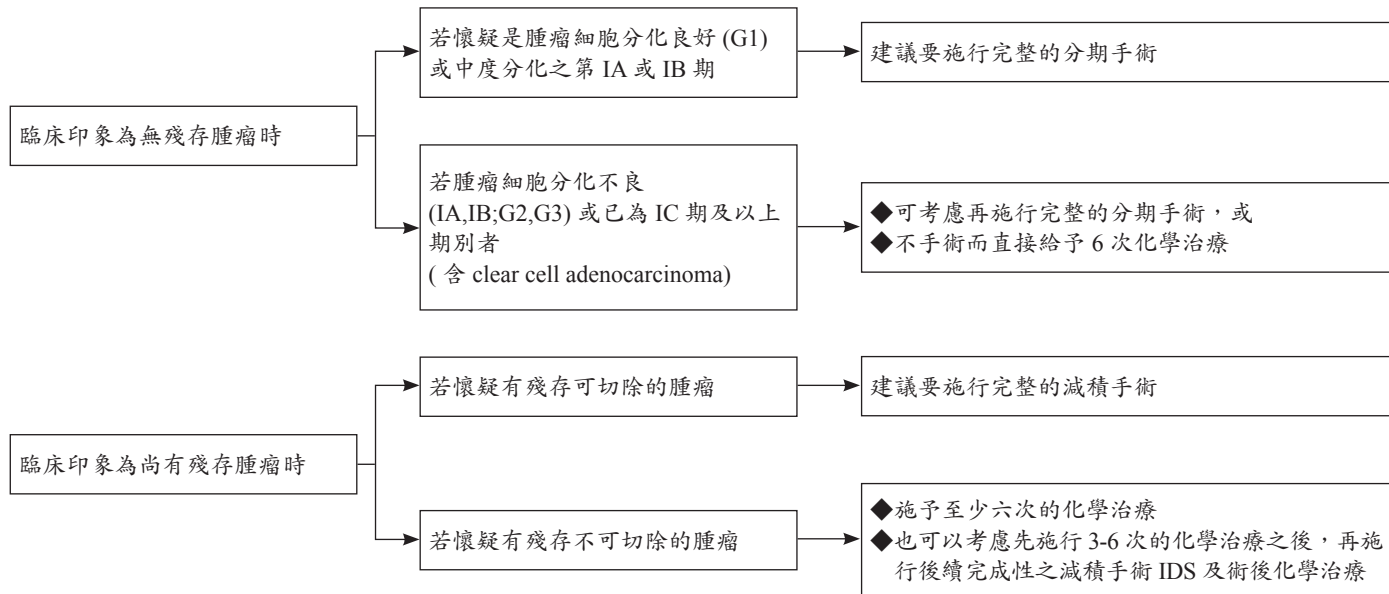 臨床印象為無殘存腫瘤時
若懷疑是腫瘤細胞分化良好 (G1)
或中度分化之第 IA 或 IB 期
建議要施行完整的分期手術
若腫瘤細胞分化不良
(IA,IB;G2,G3) 或已為 IC 期及以上
期別者
( 含 clear cell adenocarcinoma)
◆可考慮再施行完整的分期手術，或
◆不手術而直接給予 6 次化學治療
臨床印象為尚有殘存腫瘤時
若懷疑有殘存可切除的腫瘤
建議要施行完整的減積手術
若懷疑有殘存不可切除的腫瘤
◆施予至少六次的化學治療
◆也可以考慮先施行 3-6 次的化學治療之後，再施
行後續完成性之減積手術 IDS 及術後化學治療